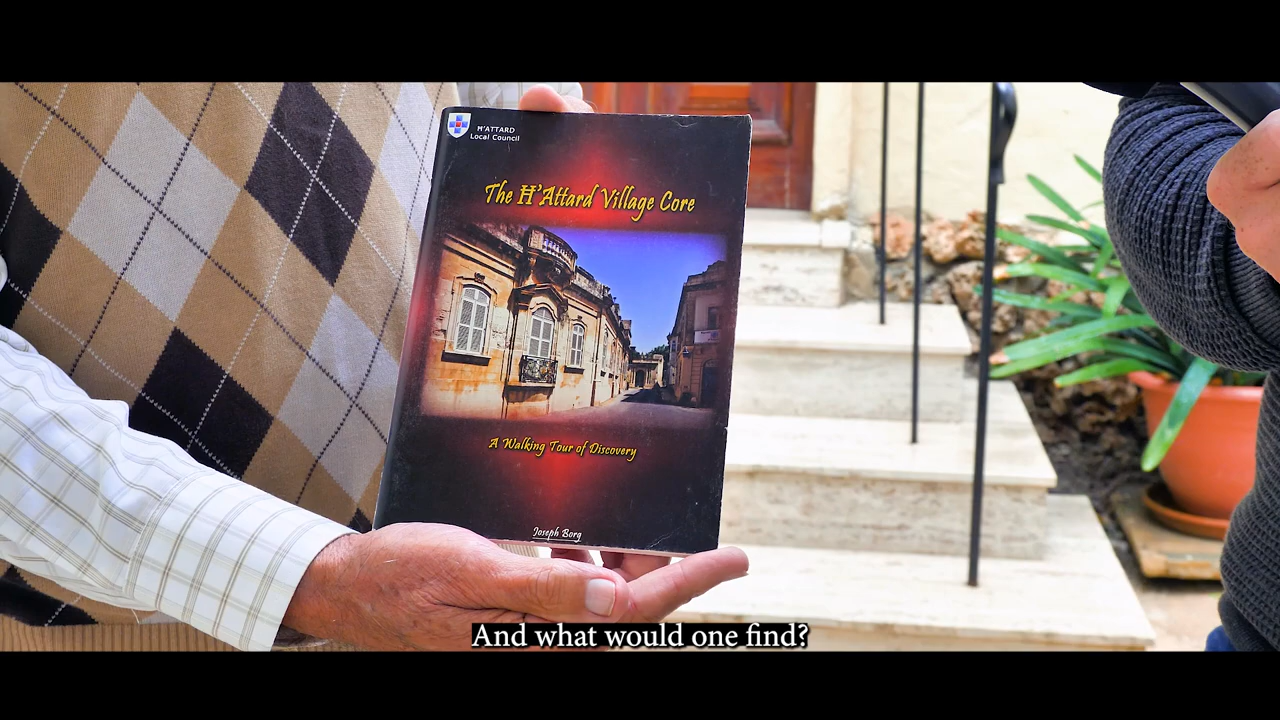 Ħ'ATTARD
Local Council
The Ħ'Attard Village Core
A Walking Tour of Discovery
Joseph Borg
And what would one find?